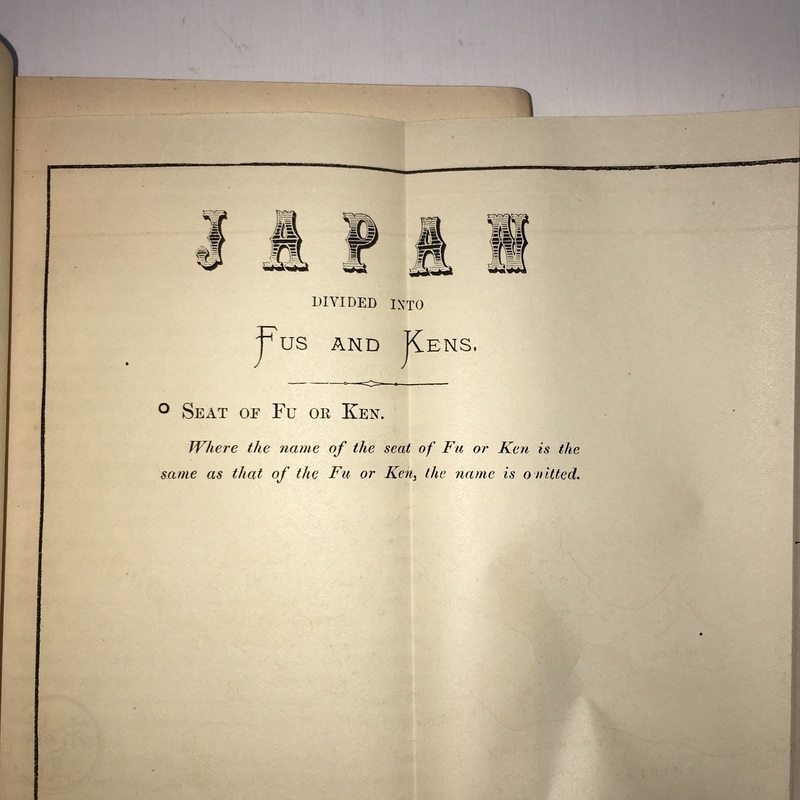 JAPAN
DIVIDED INTO
FUS AND KENS.
O SEAT OF FU OR KEN.
Where the name of the seat of Fu or Ken is the
same as that of the Fu or Ken, the name is o nitted.